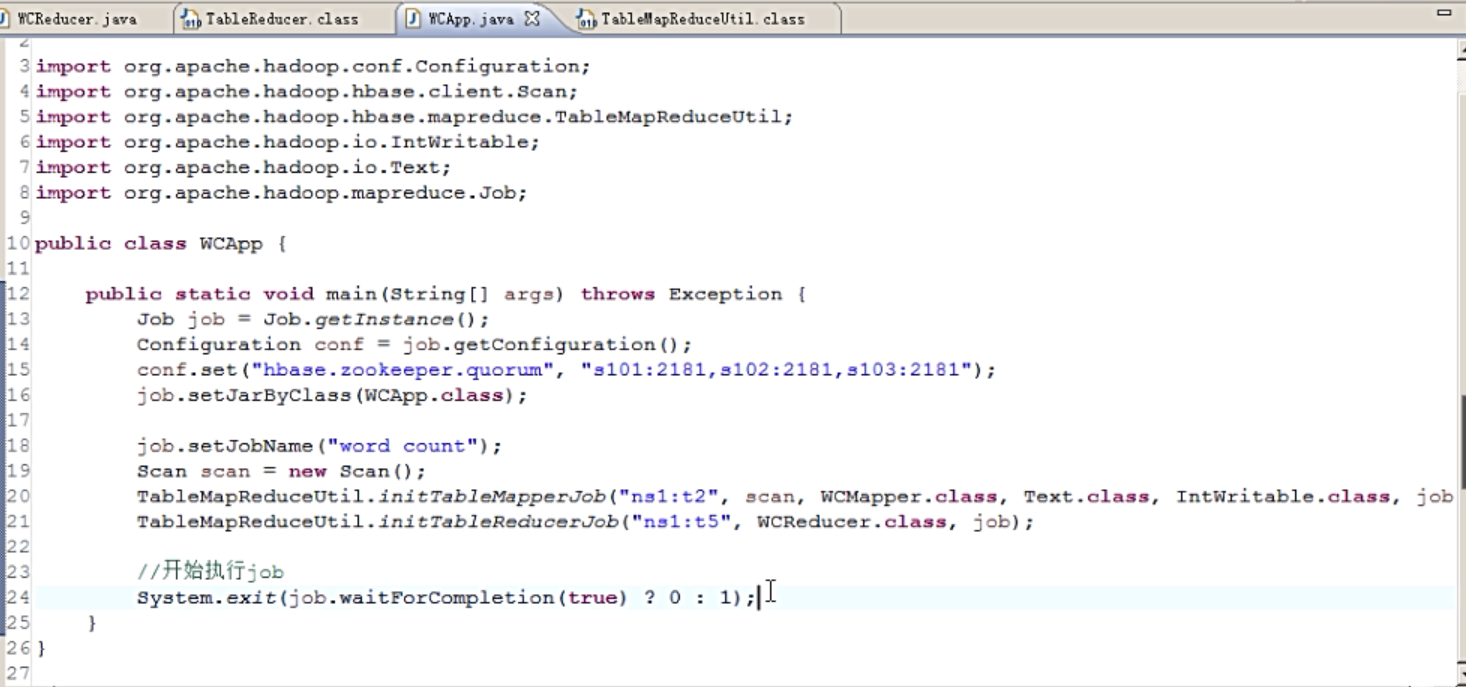 WCReducer.java TableReducer.class WCApp.java TableMapReduceUtil.class
2
3 import org.apache.hadoop.conf.Configuration;
4 import org.apache.hadoop.hbase.client.Scan;
5 import org.apache.hadoop.hbase.mapreduce.TableMapReduceUtil;
6 import org.apache.hadoop.io.IntWritable;
7 import org.apache.hadoop.io.Text;
8 import org.apache.hadoop.mapreduce.Job;
9
10 public class WCApp {
11
12     public static void main(String[] args) throws Exception {
13         Job job = Job.getInstance();
14         Configuration conf = job.getConfiguration();
15         conf.set("hbase.zookeeper.quorum", "s101:2181,s102:2181,s103:2181");
16         job.setJarByClass(WCApp.class);
17
18         job.setJobName("word count");
19         Scan scan = new Scan();
20         TableMapReduceUtil.initTableMapperJob("ns1:t2", scan, WCMapper.class, Text.class, IntWritable.class, job
21         TableMapReduceUtil.initTableReducerJob("ns1:t5", WCReducer.class, job);
22
23         //开始执行job
24         System.exit(job.waitForCompletion(true) ? 0 : 1);
25     }
26 }
27